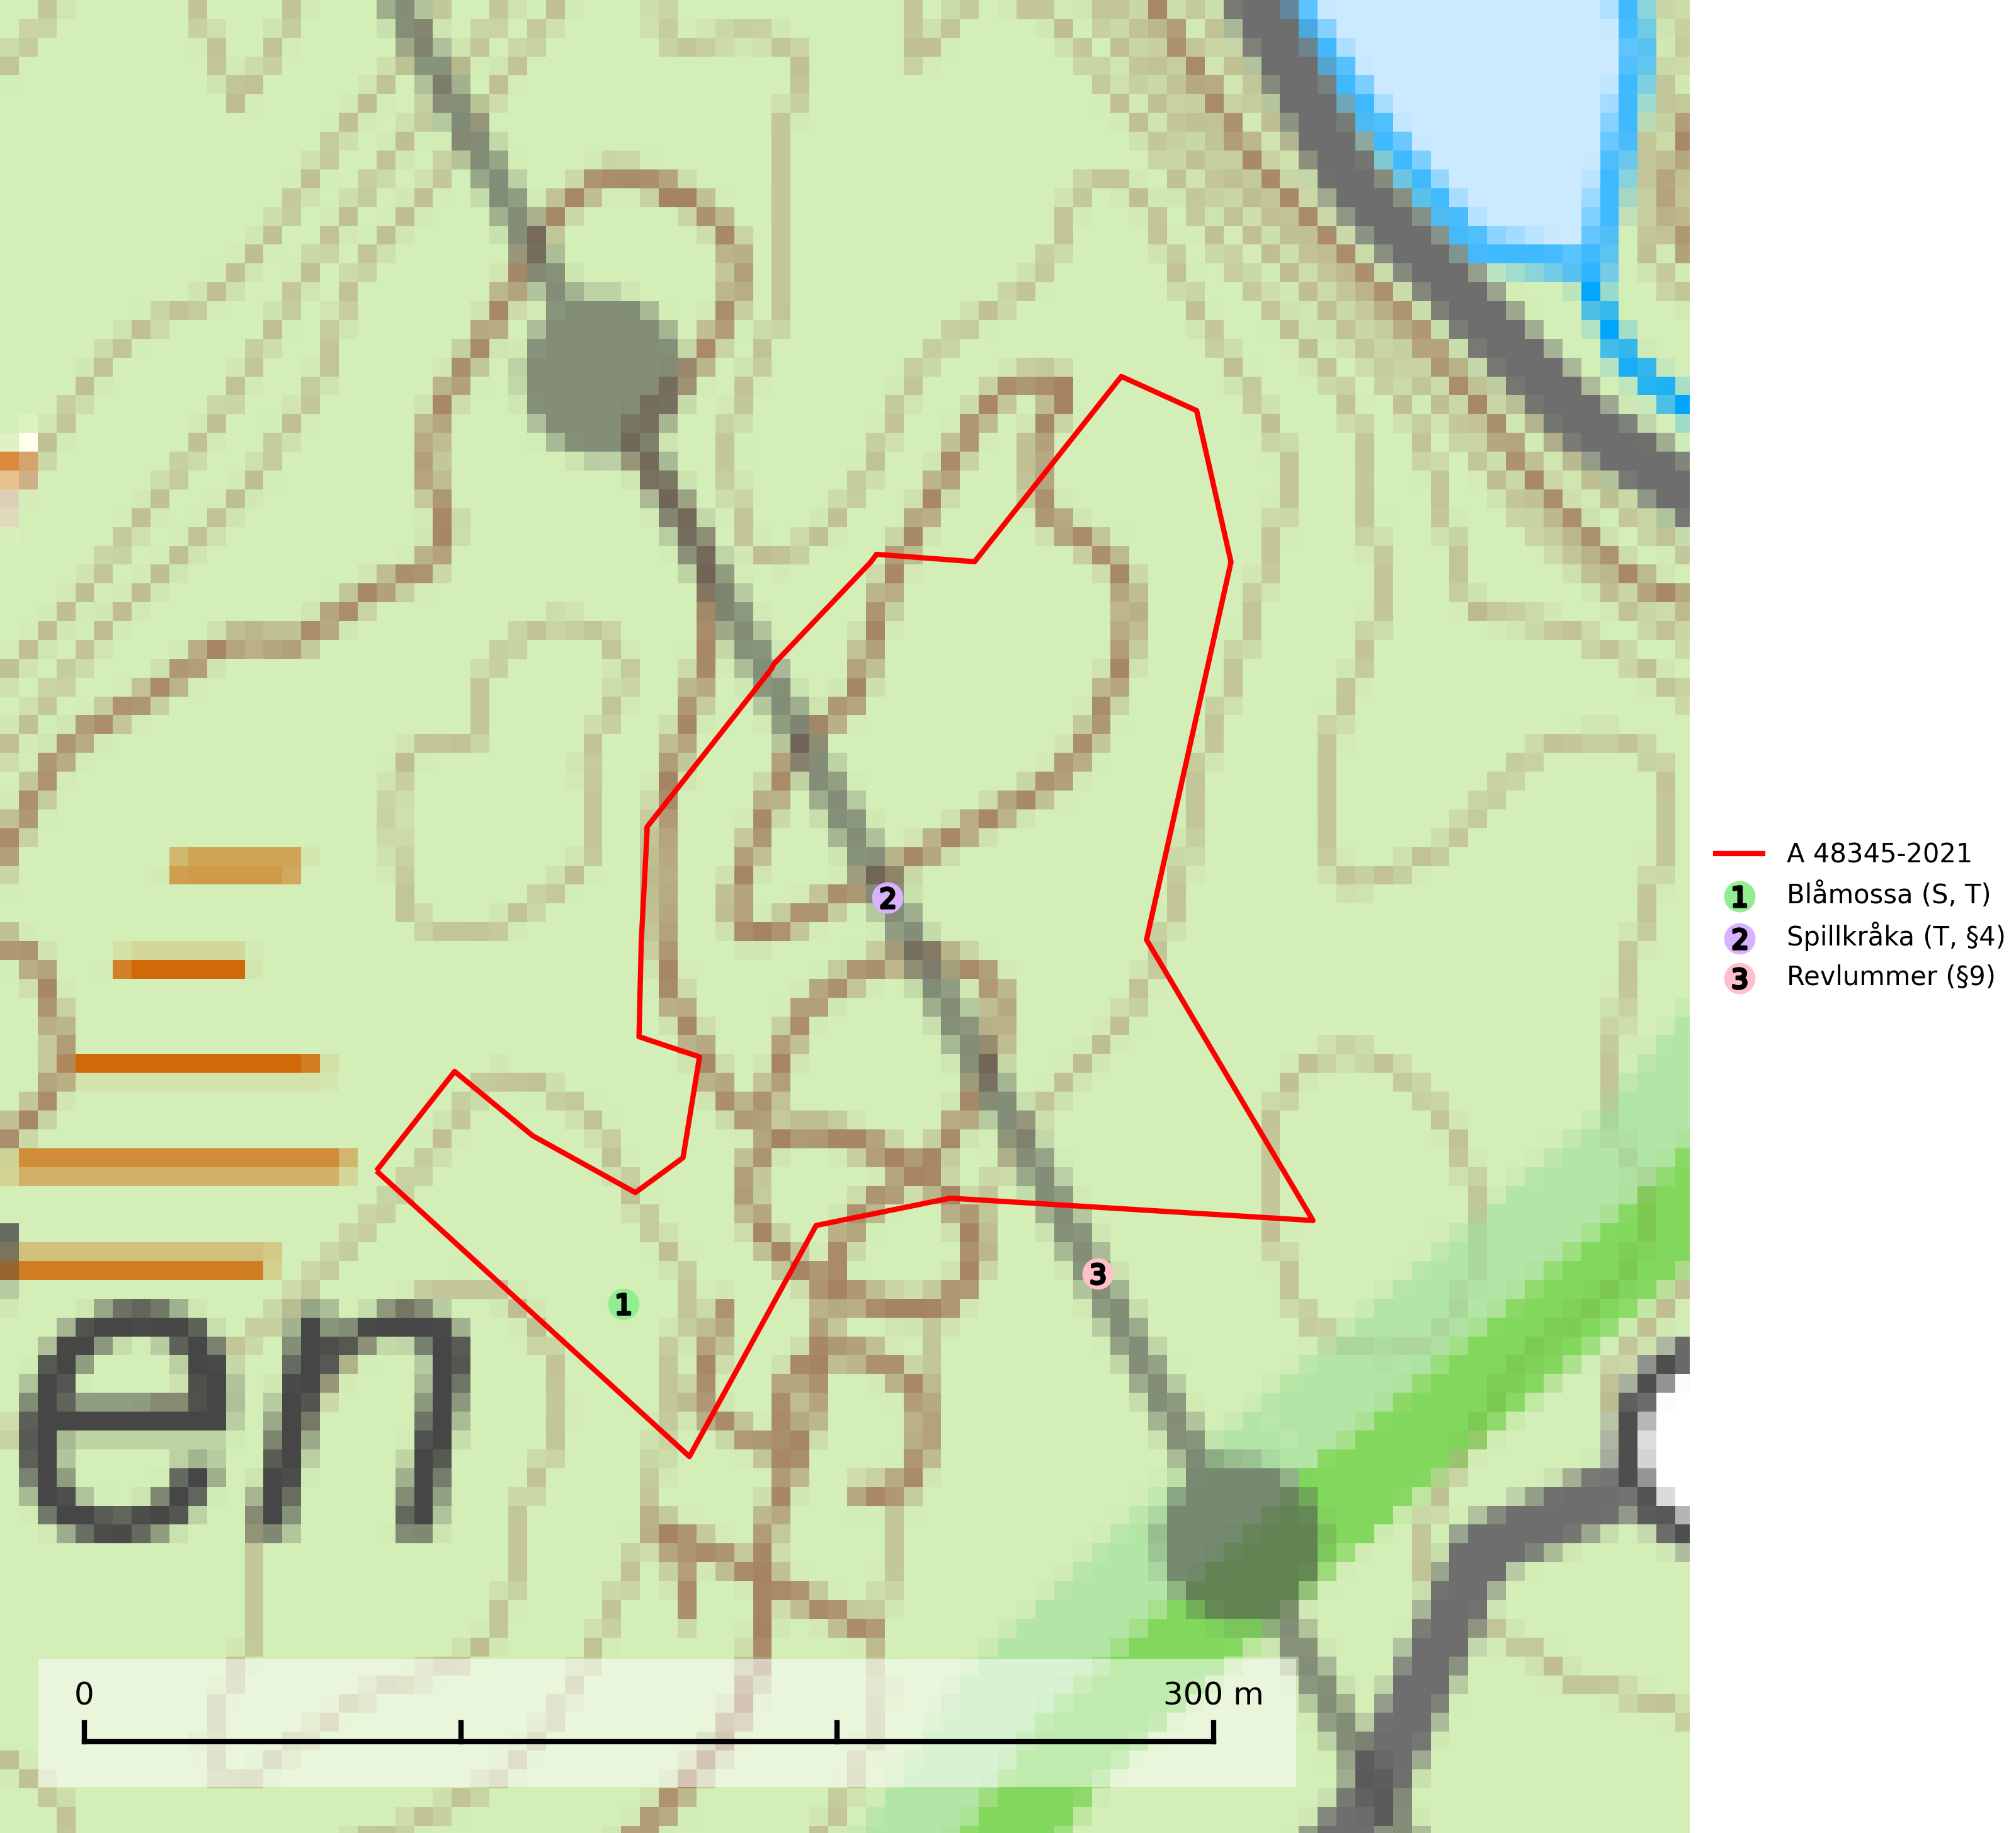 2
3
1
en
0 300 m
A 48345-2021
1 Blåmossa (S, T)
2 Spillkråka (T, §4)
3 Revlummer (§9)